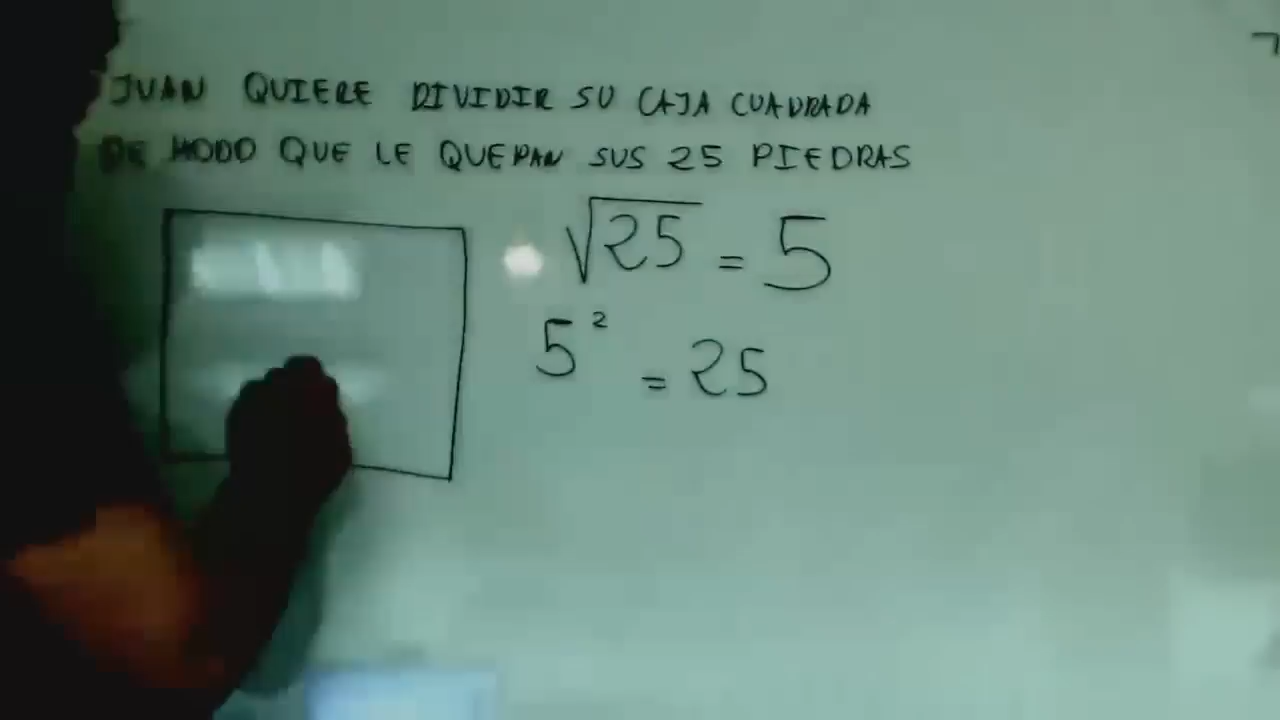 JUAN QUIERE DIVIDIR SU CAJA CUADRADA
DE MODO QUE LE QUEPAN SUS 25 PIEDRAS
√25 = 5
5² = 25